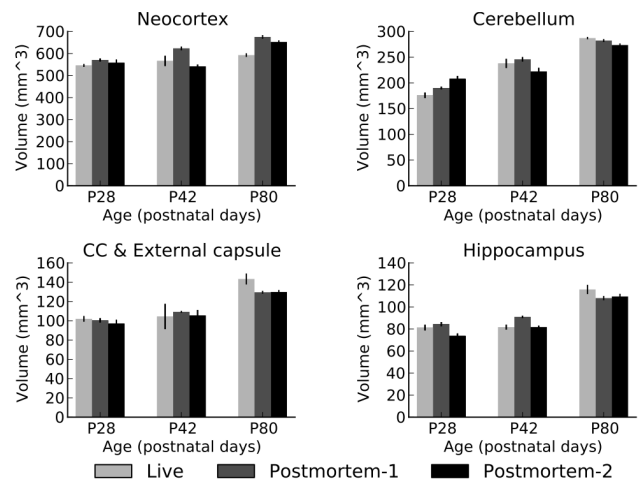 Neocortex
Volume (mm^3)
700
600
500
400
300
200
100
0
P28 P42 P80
Age (postnatal days)
Cerebellum
Volume (mm^3)
300
250
200
150
100
50
0
P28 P42 P80
Age (postnatal days)
CC & External capsule
Volume (mm^3)
160
140
120
100
80
60
40
20
0
P28 P42 P80
Age (postnatal days)
Hippocampus
Volume (mm^3)
140
120
100
80
60
40
20
0
P28 P42 P80
Age (postnatal days)
Live Postmortem-1 Postmortem-2